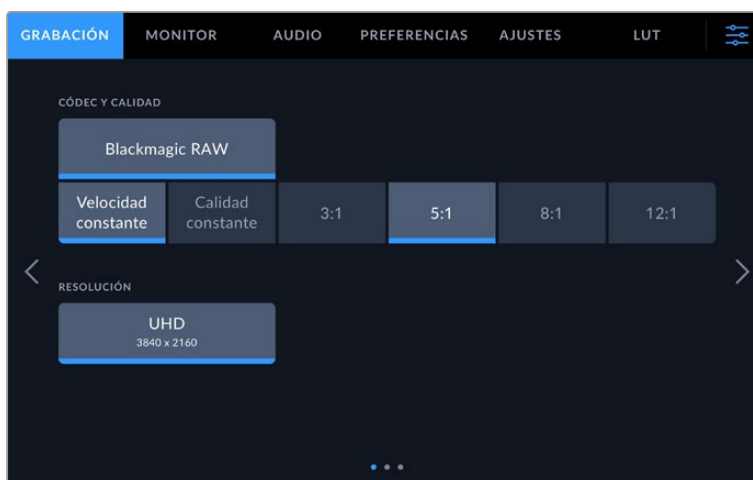 GRABACIÓN MONITOR AUDIO PREFERENCIAS AJUSTES LUT
CÓDEC Y CALIDAD
Blackmagic RAW
Velocidad constante Calidad constante 3:1 5:1 8:1 12:1
RESOLUCIÓN
UHD
3840 x 2160